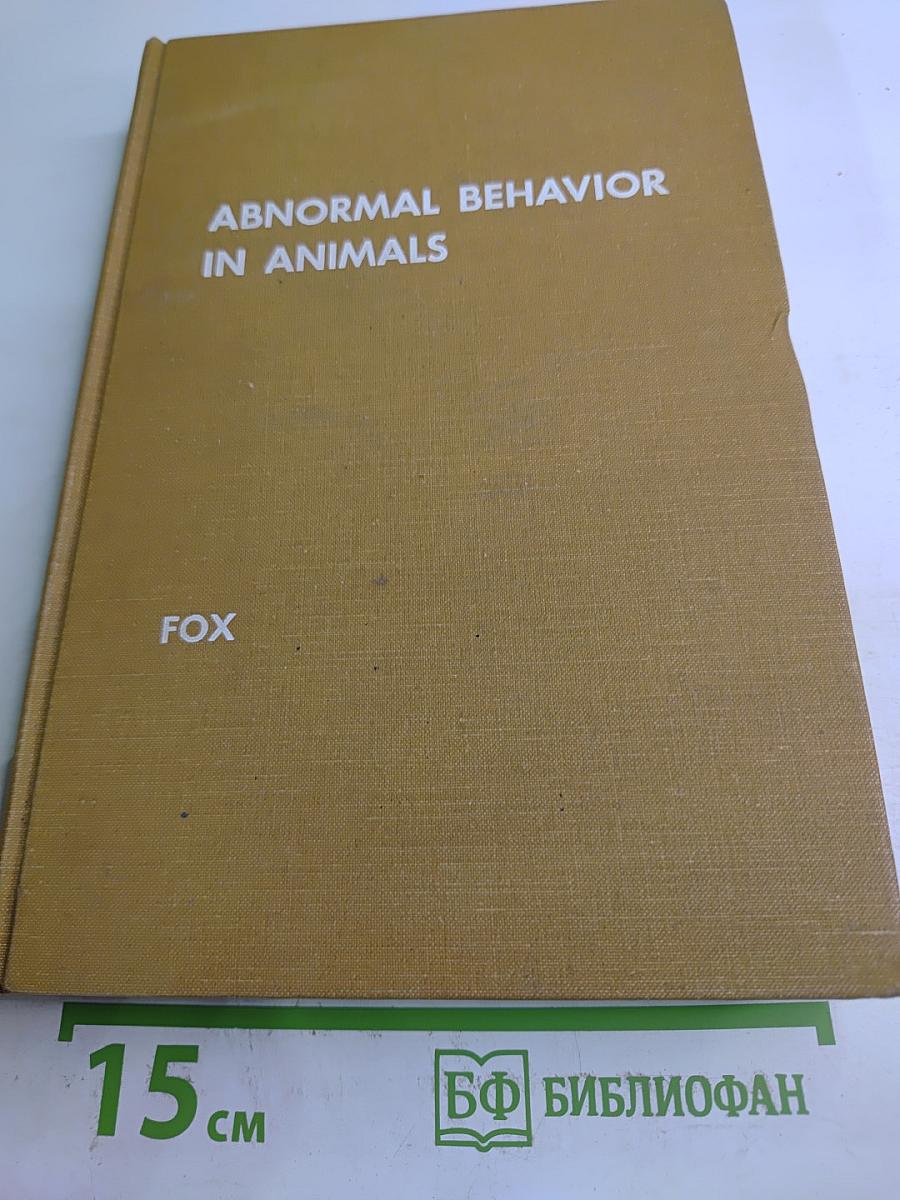 ABNORMAL BEHAVIOR
IN ANIMALS
FOX
15 см
БФ БИБЛИОФАН